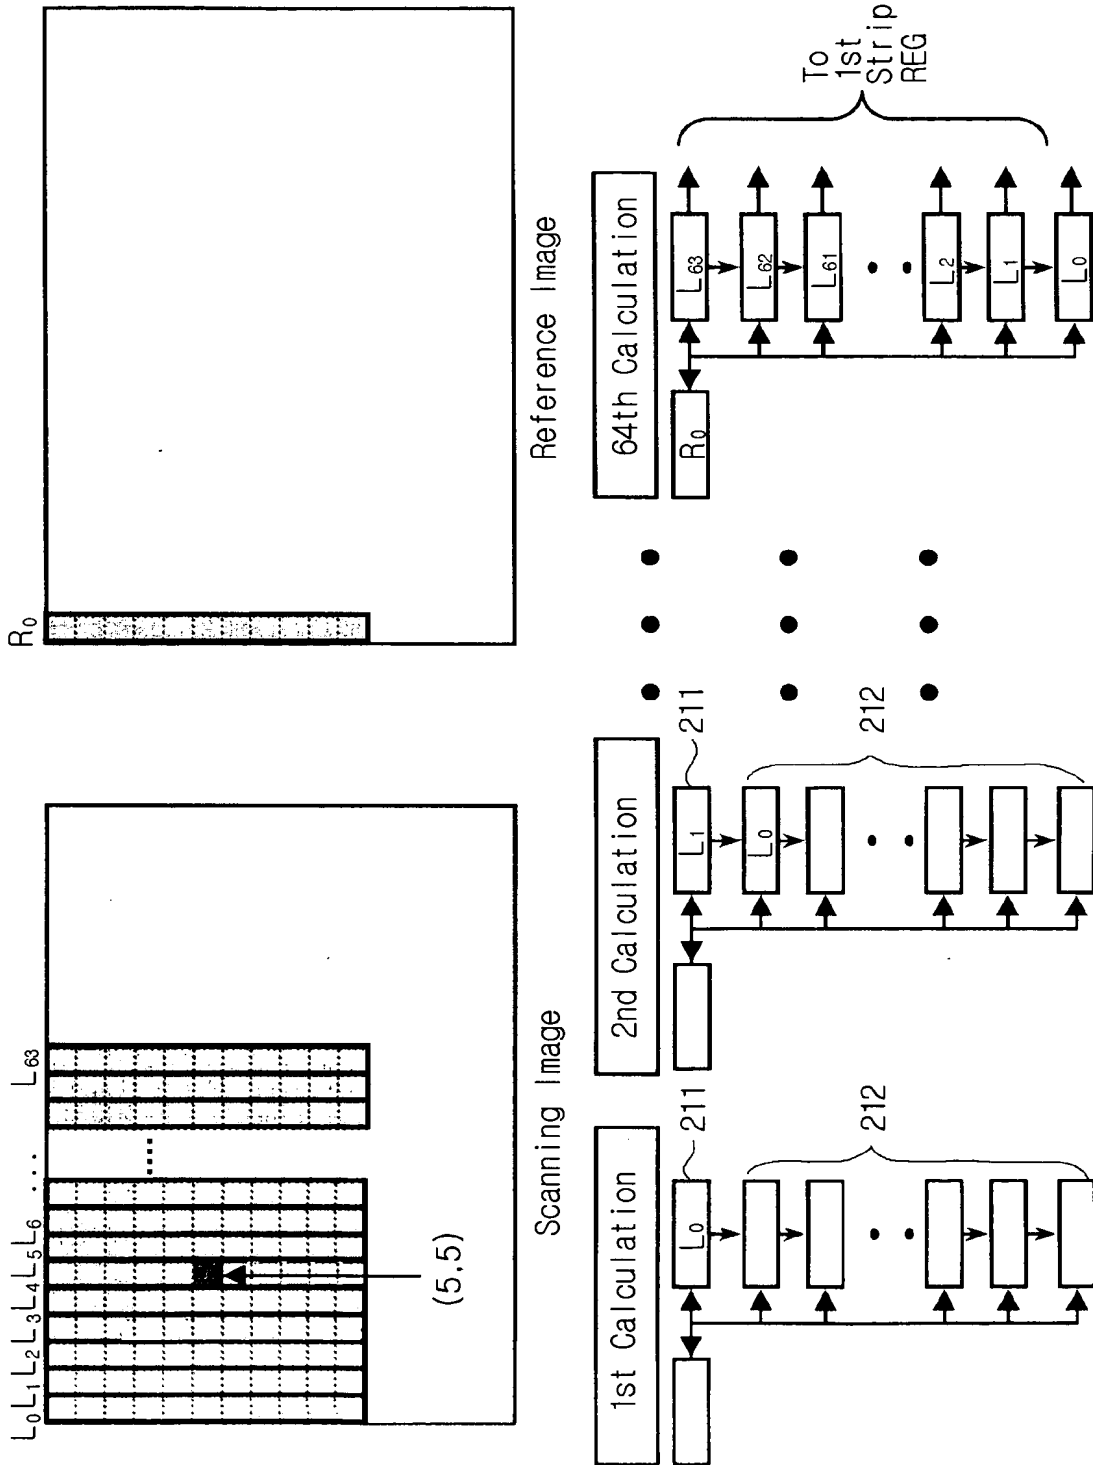 L0 L1 L2 L3 L4 L5 L6 ... L63
(5,5)
Scanning Image
R0
Reference Image
1st Calculation
L0
211
212
2nd Calculation
L1
L0
211
212
64th Calculation
R0
L63
L62
L61
L2
L1
L0
To
1st
Strip
REG